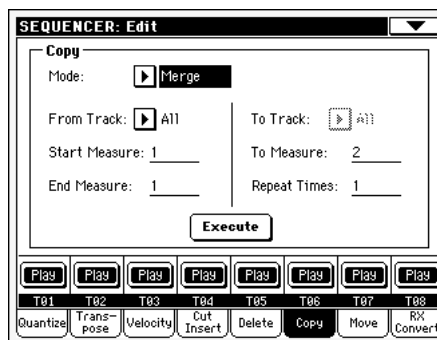 SEQUENCER: Edit
Copy
Mode: Merge
From Track: All To Track: All
Start Measure: 1 To Measure: 2
End Measure: 1 Repeat Times: 1
Execute
Play Play Play Play Play Play Play Play
T01 T02 T03 T04 T05 T06 T07 T08
Quantize Trans- Velocity Cut Delete Copy Move RX
pose Insert Convert